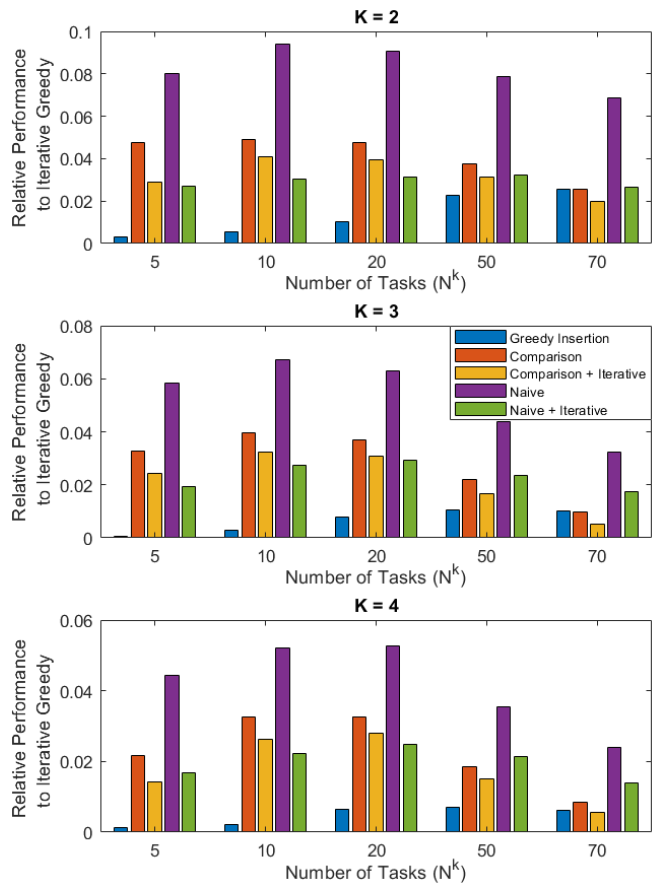 K = 2
Relative Performance
to Iterative Greedy
0.1
0.08
0.06
0.04
0.02
0
5 10 20 50 70
Number of Tasks (N^k)
K = 3
Relative Performance
to Iterative Greedy
0.08
0.06
0.04
0.02
0
Greedy Insertion
Comparison
Comparison + Iterative
Naive
Naive + Iterative
5 10 20 50 70
Number of Tasks (N^k)
K = 4
Relative Performance
to Iterative Greedy
0.06
0.04
0.02
0
5 10 20 50 70
Number of Tasks (N^k)